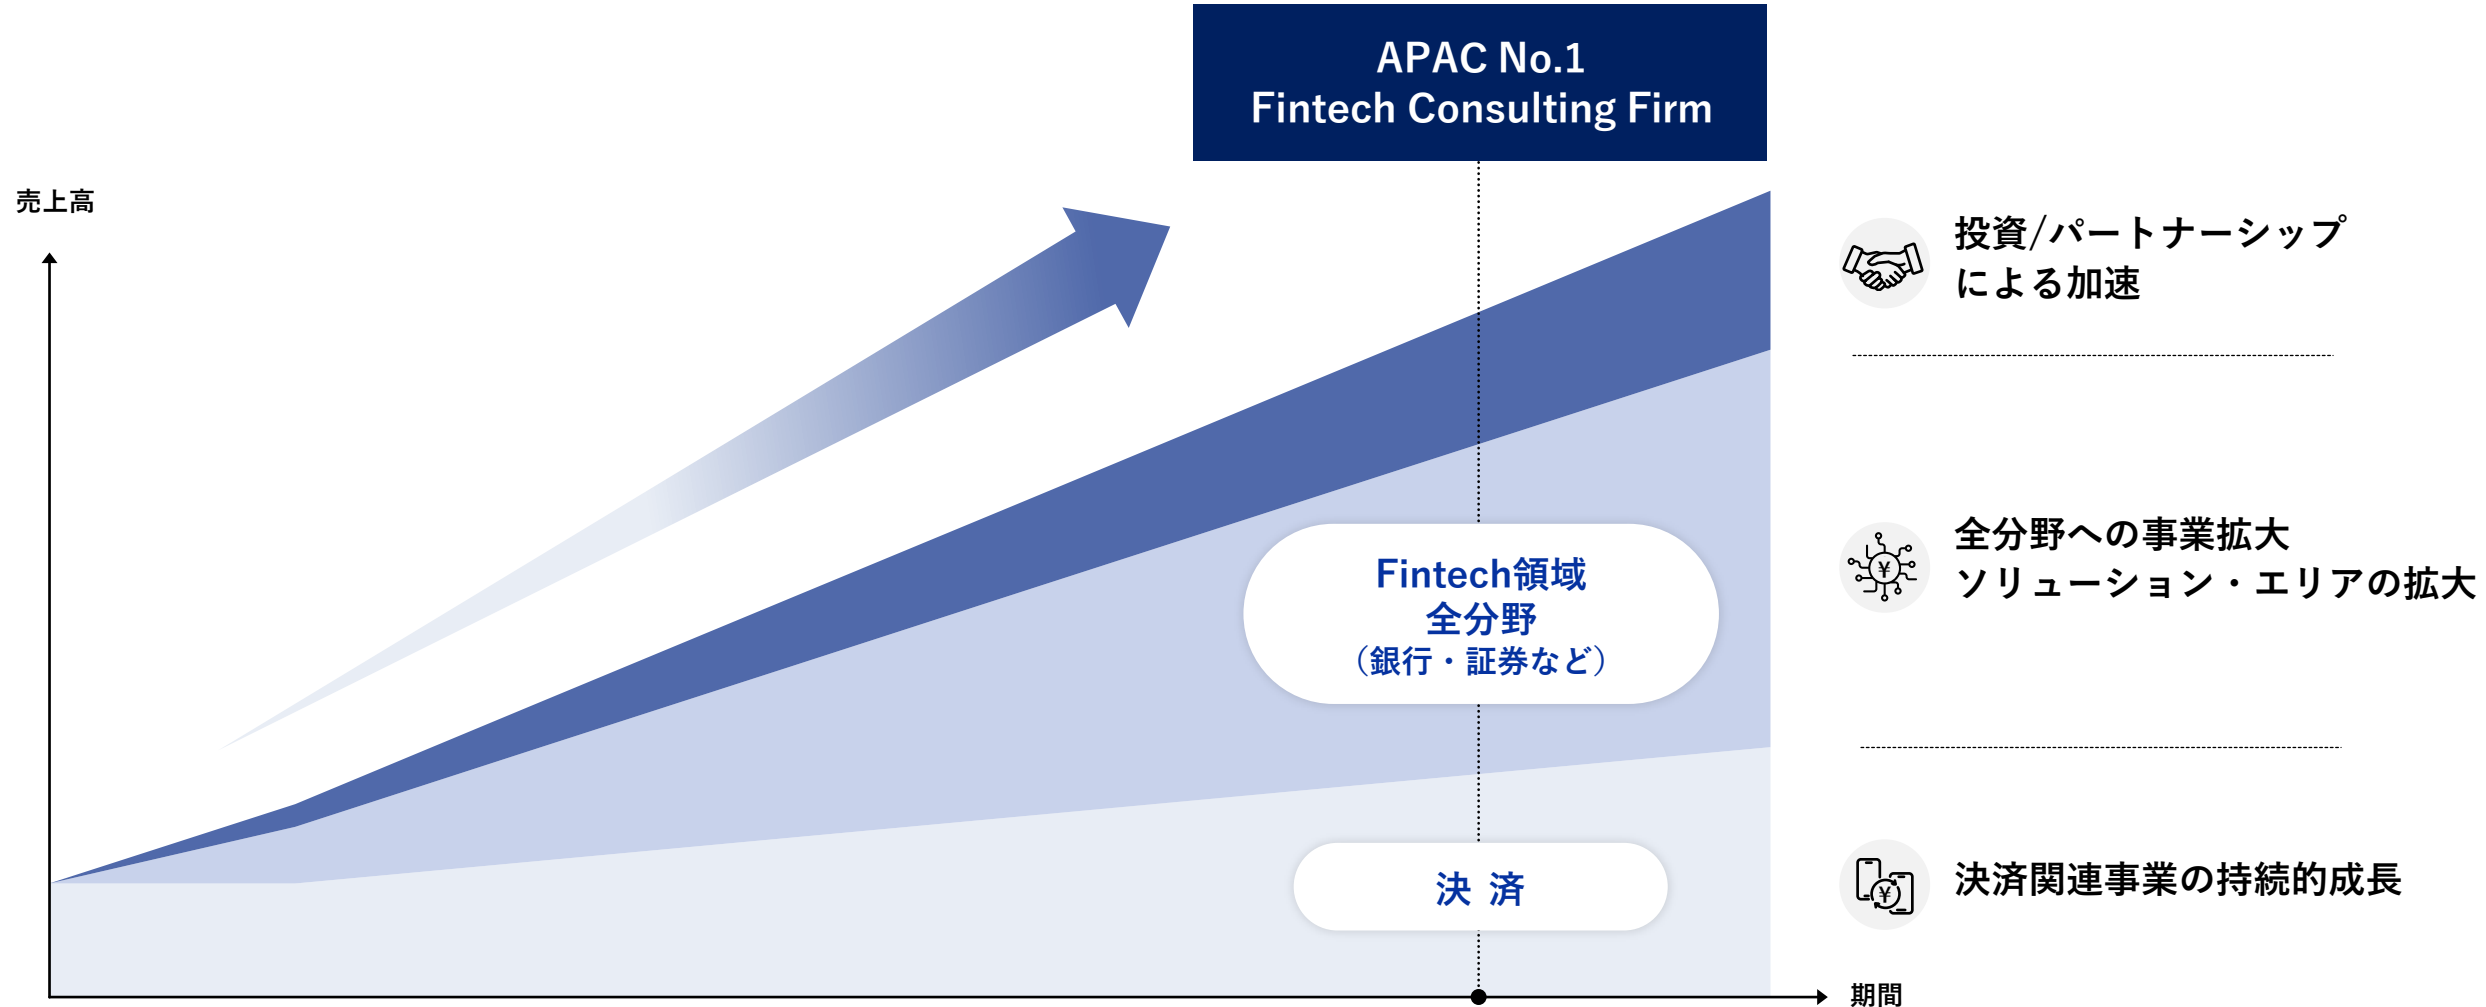 APAC No.1
Fintech Consulting Firm
売上高
投資/パートナーシップ
による加速
全分野への事業拡大
ソリューション・エリアの拡大
Fintech領域
全分野
（銀行・証券など）
¥
決済
決済関連事業の持続的成長
¥
期間